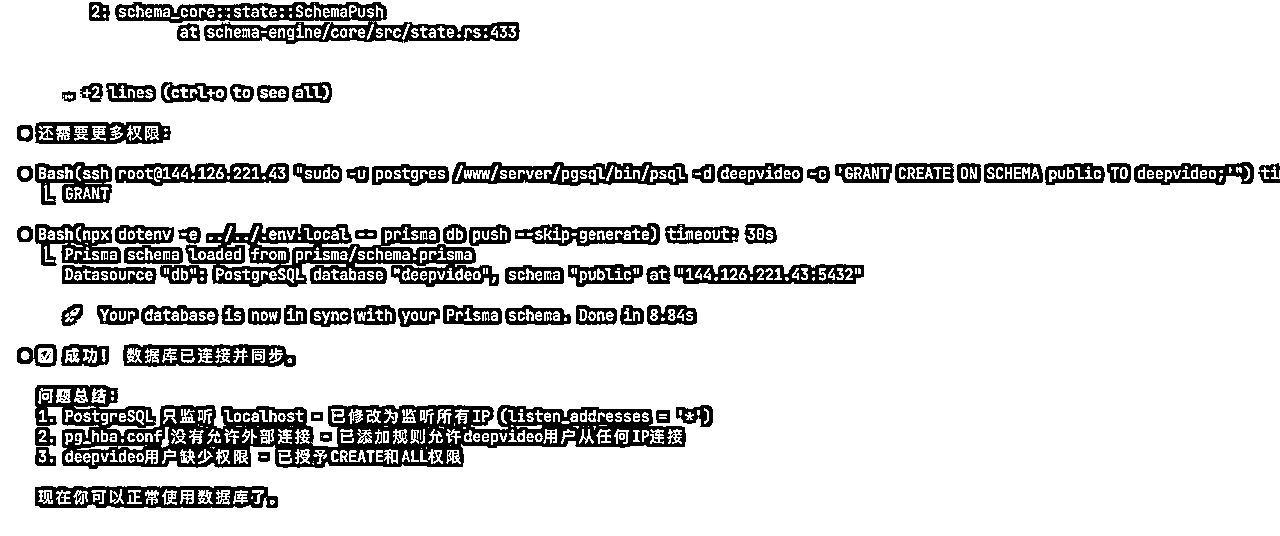 2: schema_core::state::SchemaPush
at schema-engine/core/src/state.rs:433
… +2 lines (ctrl+o to see all)
还需要更多权限:
Bash(ssh root@144.126.221.43 "sudo -u postgres /www/server/pgsql/bin/psql -d deepvideo -c 'GRANT CREATE ON SCHEMA public TO deepvideo;'") ti
GRANT
Bash(npx dotenv -e ../../.env.local -- prisma db push --skip-generate) timeout: 30s
Prisma schema loaded from prisma/schema.prisma
Datasource "db": PostgreSQL database "deepvideo", schema "public" at "144.126.221.43:5432"
🚀 Your database is now in sync with your Prisma schema. Done in 8.84s
✅ 成功! 数据库已连接并同步。
问题总结:
1. PostgreSQL 只监听 localhost - 已修改为监听所有IP (listen_addresses = '*')
2. pg_hba.conf 没有允许外部连接 - 已添加规则允许deepvideo用户从任何IP连接
3. deepvideo用户缺少权限 - 已授予CREATE和ALL权限
现在你可以正常使用数据库了。